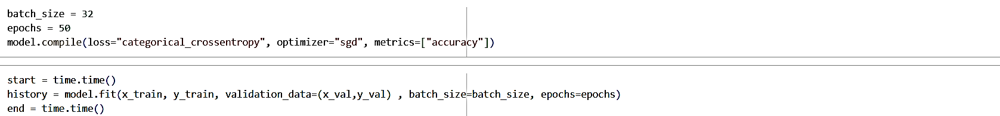 batch_size = 32
epochs = 50
model.compile(loss="categorical_crossentropy", optimizer="sgd", metrics=["accuracy"])
start = time.time()
history = model.fit(x_train, y_train, validation_data=(x_val,y_val) , batch_size=batch_size, epochs=epochs)
end = time.time()